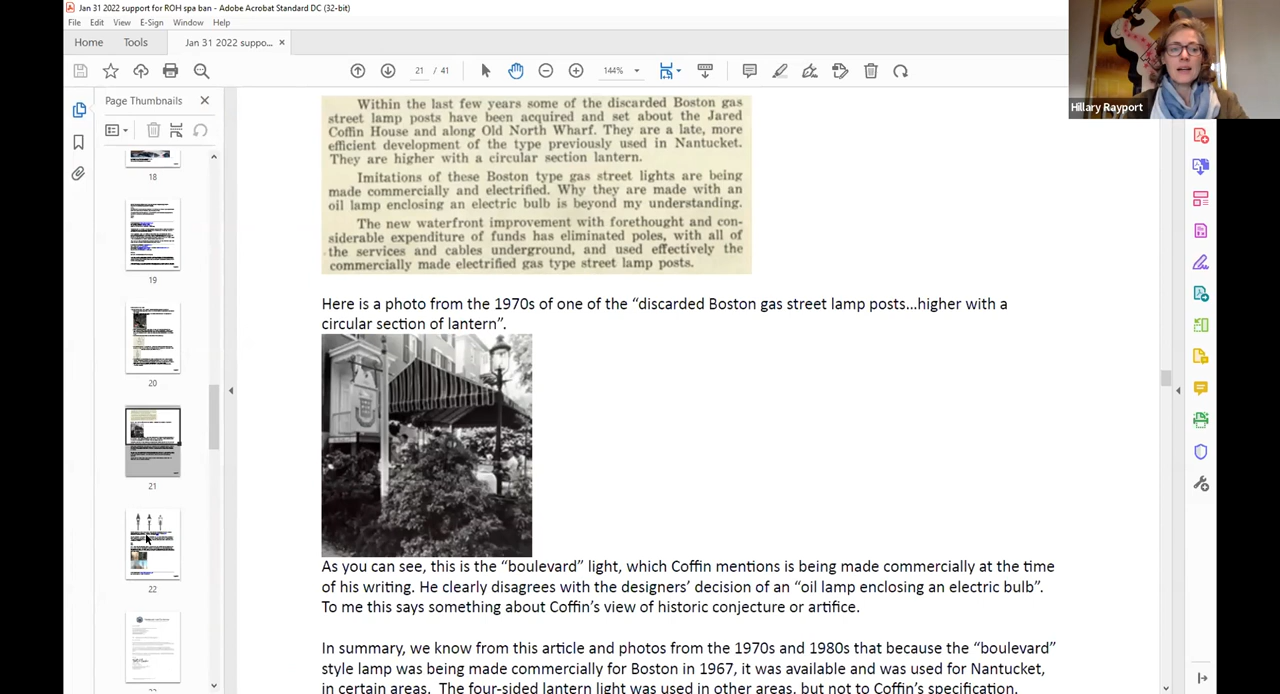 Jan 31 2022 support for ROH spa ban - Adobe Acrobat Standard DC (32-bit)
File Edit View E-Sign Window Help
Home Tools Jan 31 2022 suppo... ×
21 / 41 144%
Hillary Rayport
Page Thumbnails
18
19
20
21
22
Within the last few years some of the discarded Boston gas
street lamp posts have been acquired and set about the Jared
Coffin House and along Old North Wharf. They are a late, more
efficient development of the type previously used in Nantucket.
They are higher with a circular section lantern.
Imitations of these Boston type gas street lights are being
made commercially and electrified. Why they are made with an
oil lamp enclosing an electric bulb is beyond my understanding.
The new waterfront improvement with forethought and con-
siderable expenditure of funds has eliminated poles, with all of
the services and cables underground, and used effectively the
commercially made electrified gas type street lamp posts.
Here is a photo from the 1970s of one of the “discarded Boston gas street lamp posts...higher with a
circular section of lantern”.
As you can see, this is the “boulevard” light, which Coffin mentions is being made commercially at the time
of his writing. He clearly disagrees with the designers’ decision of an “oil lamp enclosing an electric bulb”.
To me this says something about Coffin’s view of historic conjecture or artifice.
In summary, we know from this article and photos from the 1970s and 1980s that because the “boulevard”
style lamp was being made commercially for Boston in 1967, it was available and was used for Nantucket,
in certain areas. The four-sided lantern light was used in other areas, but not to Coffin’s specification.